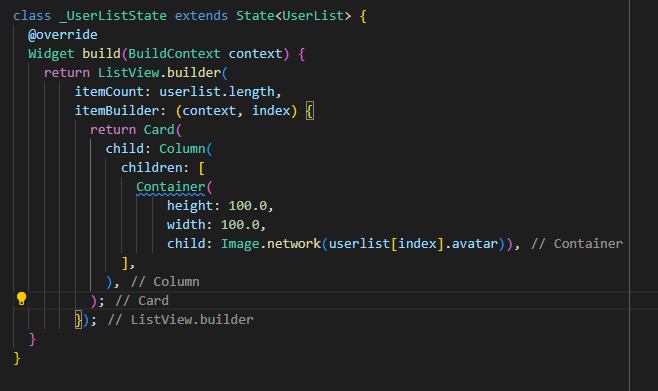 class _UserListState extends State<UserList> {
@override
Widget build(BuildContext context) {
return ListView.builder(
itemCount: userlist.length,
itemBuilder: (context, index) {
return Card(
child: Column(
children: [
Container(
height: 100.0,
width: 100.0,
child: Image.network(userlist[index].avatar)), // Container
],
), // Column
); // Card
}); // ListView.builder
}
}